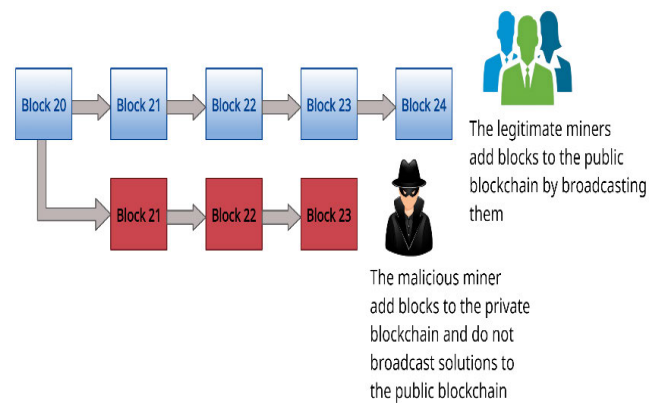 Block 20
Block 21
Block 22
Block 23
Block 24
The legitimate miners
add blocks to the public
blockchain by broadcasting
them
Block 21
Block 22
Block 23
The malicious miner
add blocks to the private
blockchain and do not
broadcast solutions to
the public blockchain